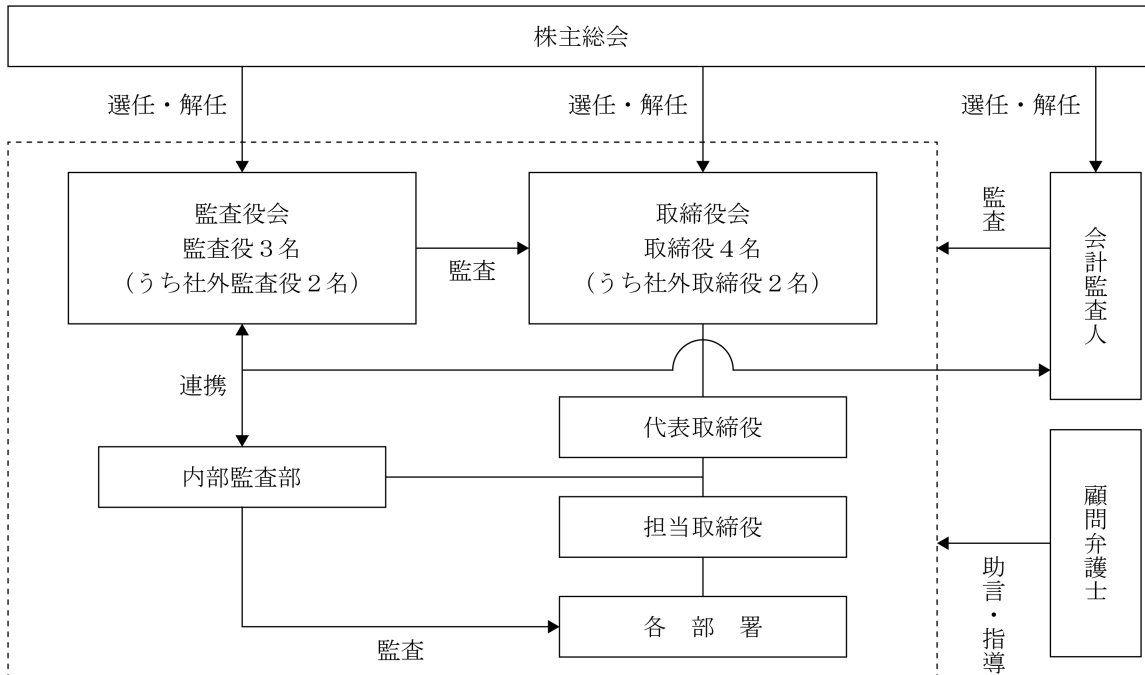 株主総会
選任・解任
選任・解任
選任・解任
監査役会
監査役３名
（うち社外監査役２名）
監査
取締役会
取締役４名
（うち社外取締役２名）
監査
会計監査人
連携
代表取締役
内部監査部
担当取締役
顧問弁護士
助言・指導
各　部　署
監査